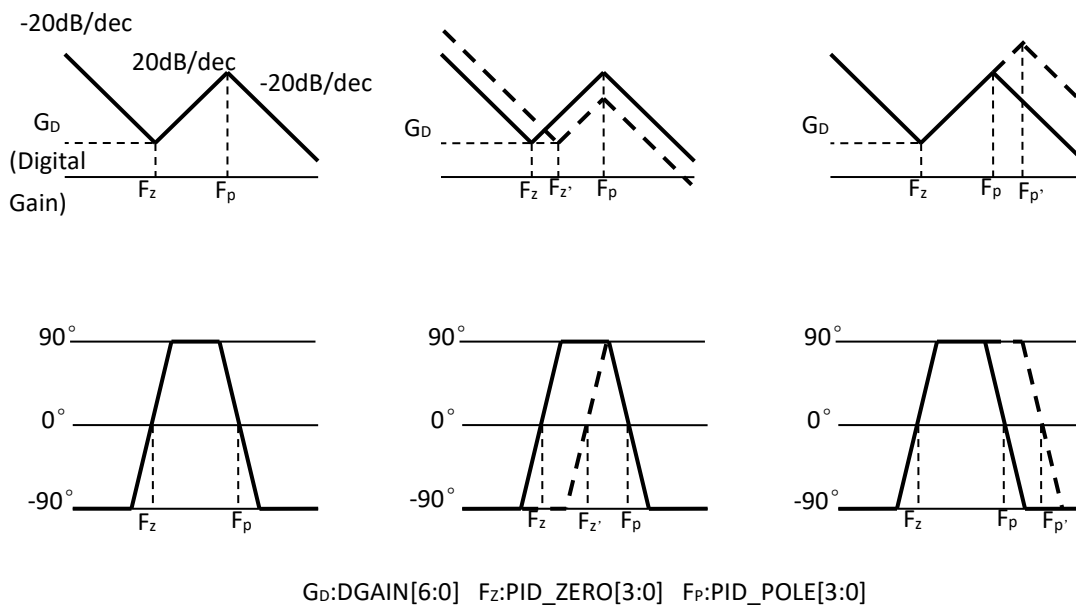 -20dB/dec
20dB/dec
-20dB/dec
GD
(Digital
Gain)
Fz
Fp
GD
Fz
Fz’
Fp
GD
Fz
Fp
Fp’
90°
0°
-90°
Fz
Fp
90°
0°
-90°
Fz
Fz’
Fp
90°
0°
-90°
Fz
Fp
Fp’
GD:DGAIN[6:0] FZ:PID_ZERO[3:0] FP:PID_POLE[3:0]